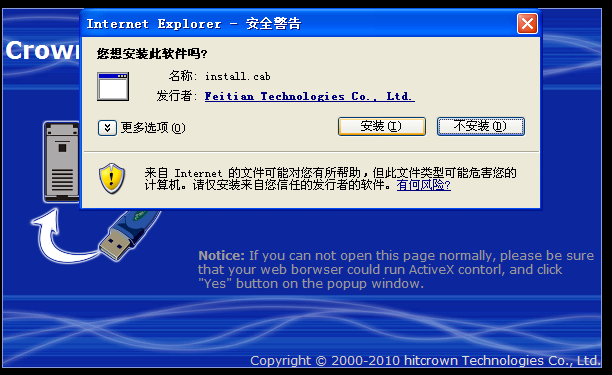 Internet Explorer - 安全警告
Crown
您想安装此软件吗?
名称: install.cab
发行者: Feitian Technologies Co., Ltd.
更多选项(O)
安装(I)
不安装(D)
来自 Internet 的文件可能对您有所帮助，但此文件类型可能危害您的
计算机。请仅安装来自您信任的发行者的软件。有何风险?
Notice: If you can not open this page normally, please be sure
that your web borwser could run ActiveX contorl, and click
"Yes" button on the popup window.
Copyright © 2000-2010 hitcrown Technologies Co., Ltd.